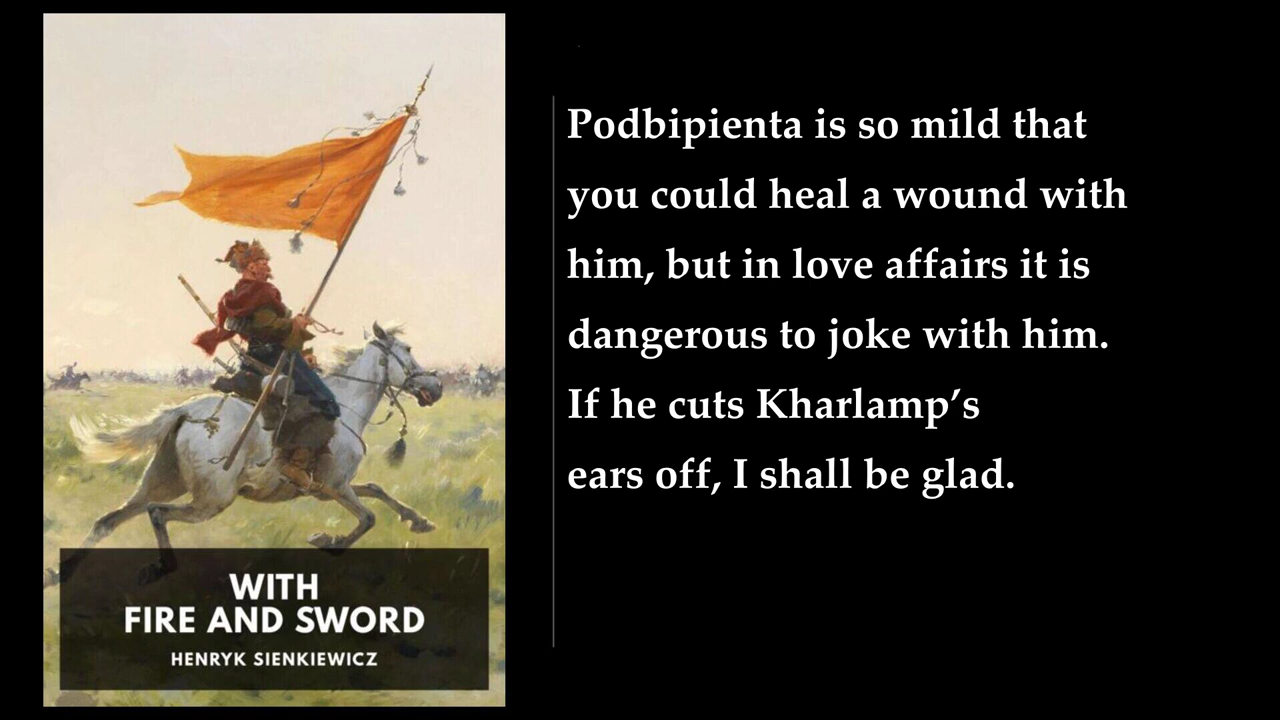 WITH
FIRE AND SWORD
HENRYK SIENKIEWICZ
Podbipienta is so mild that
you could heal a wound with
him, but in love affairs it is
dangerous to joke with him.
If he cuts Kharlamp’s
ears off, I shall be glad.